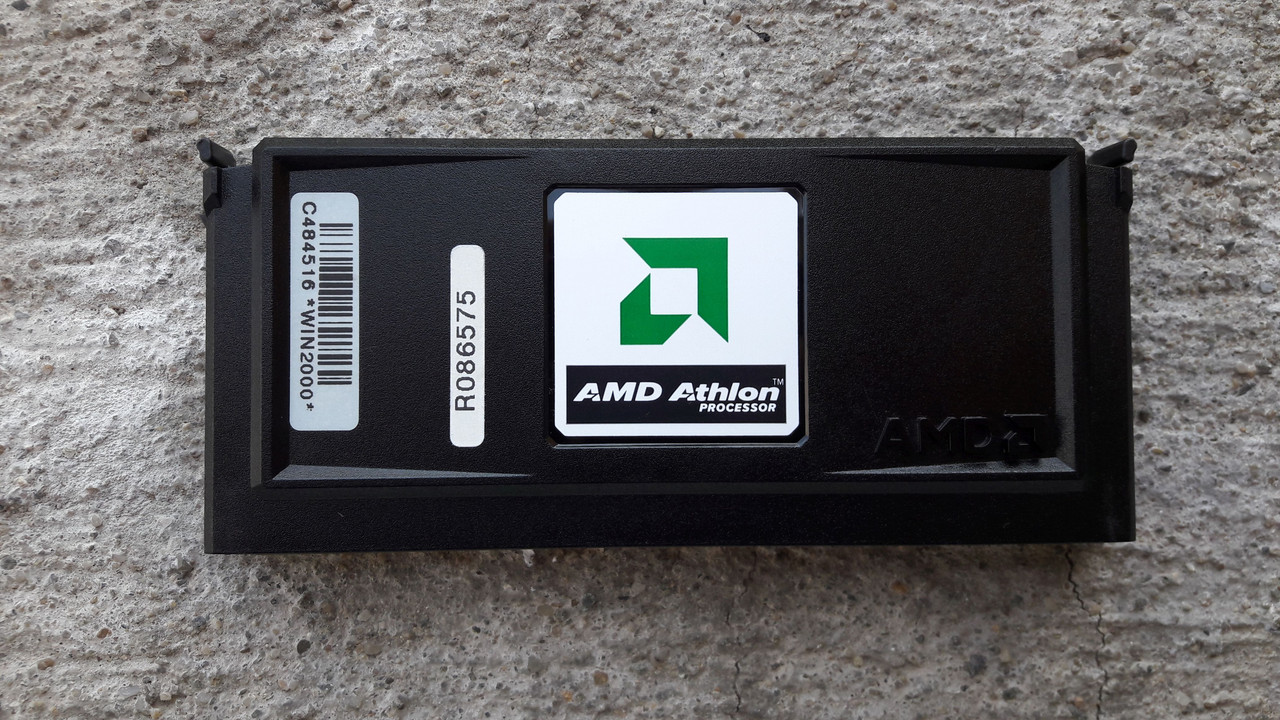 C484516 *WIN2000*
R086575
AMD Athlon™
PROCESSOR
AMD